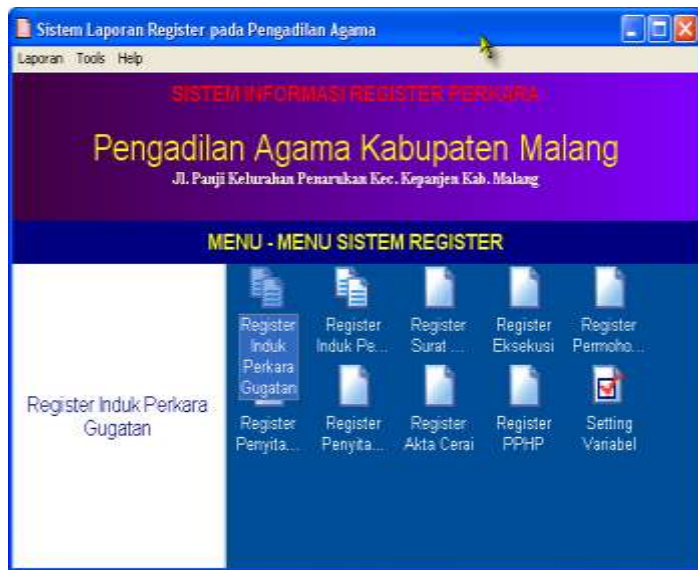 Sistem Laporan Register pada Pengadilan Agama
Laporan Tools Help
SISTEM INFORMASI REGISTER PERKARA
Pengadilan Agama Kabupaten Malang
Jl. Panji Kelurahan Penarukan Kec. Kepanjen Kab. Malang
MENU - MENU SISTEM REGISTER
Register Induk Perkara
Gugatan
Register
Induk
Perkara
Gugatan
Register
Induk Pe...
Register
Surat ...
Register
Eksekusi
Register
Permoho...
Register
Penyita...
Register
Penyita...
Register
Akta Cerai
Register
PPHP
Setting
Variabel